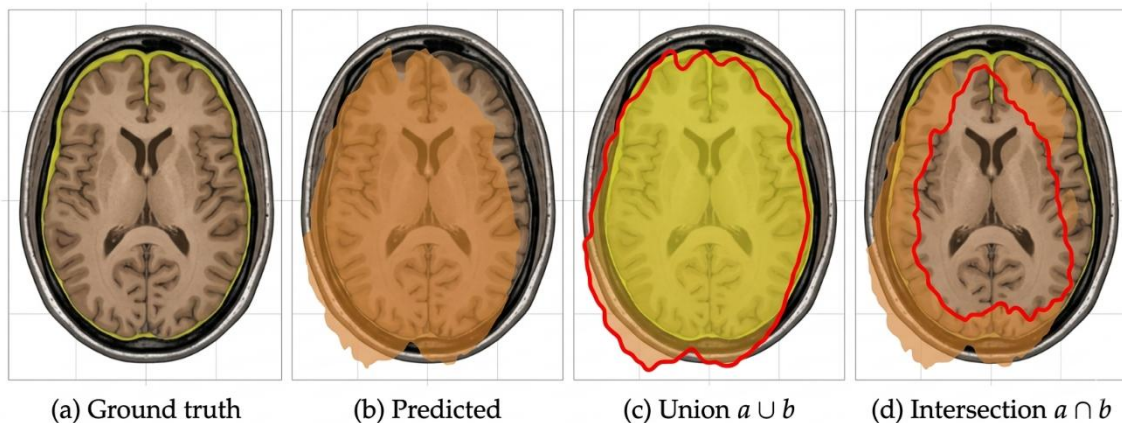 (a) Ground truth
(b) Predicted
(c) Union a ∪ b
(d) Intersection a ∩ b